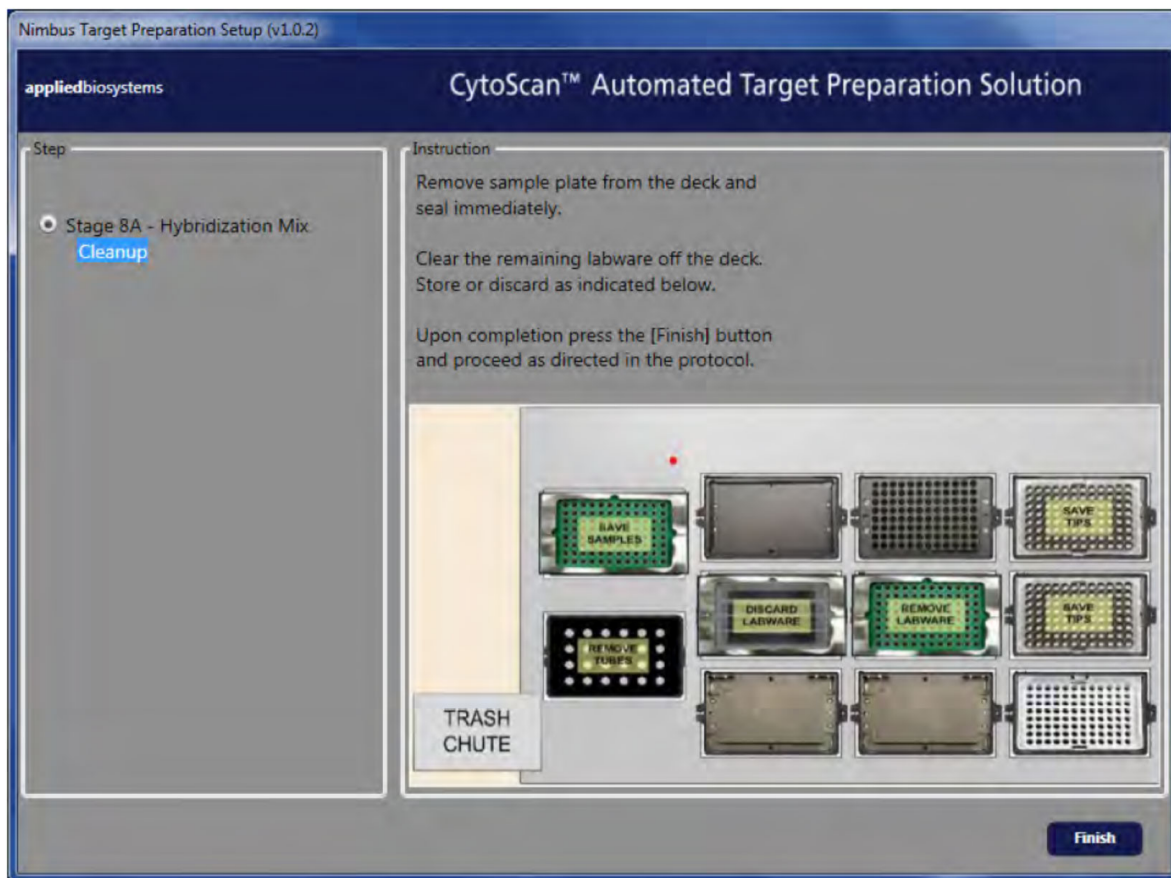 Nimbus Target Preparation Setup (v1.0.2)
appliedbiosystems
CytoScan™ Automated Target Preparation Solution
Step
Stage 8A - Hybridization Mix
Cleanup
Instruction
Remove sample plate from the deck and
seal immediately.
Clear the remaining labware off the deck.
Store or discard as indicated below.
Upon completion press the [Finish] button
and proceed as directed in the protocol.
SAVE
SAMPLES
SAVE
TIPS
DISCARD
LABWARE
REMOVE
LABWARE
SAVE
TIPS
REMOVE
TUBES
TRASH
CHUTE
Finish